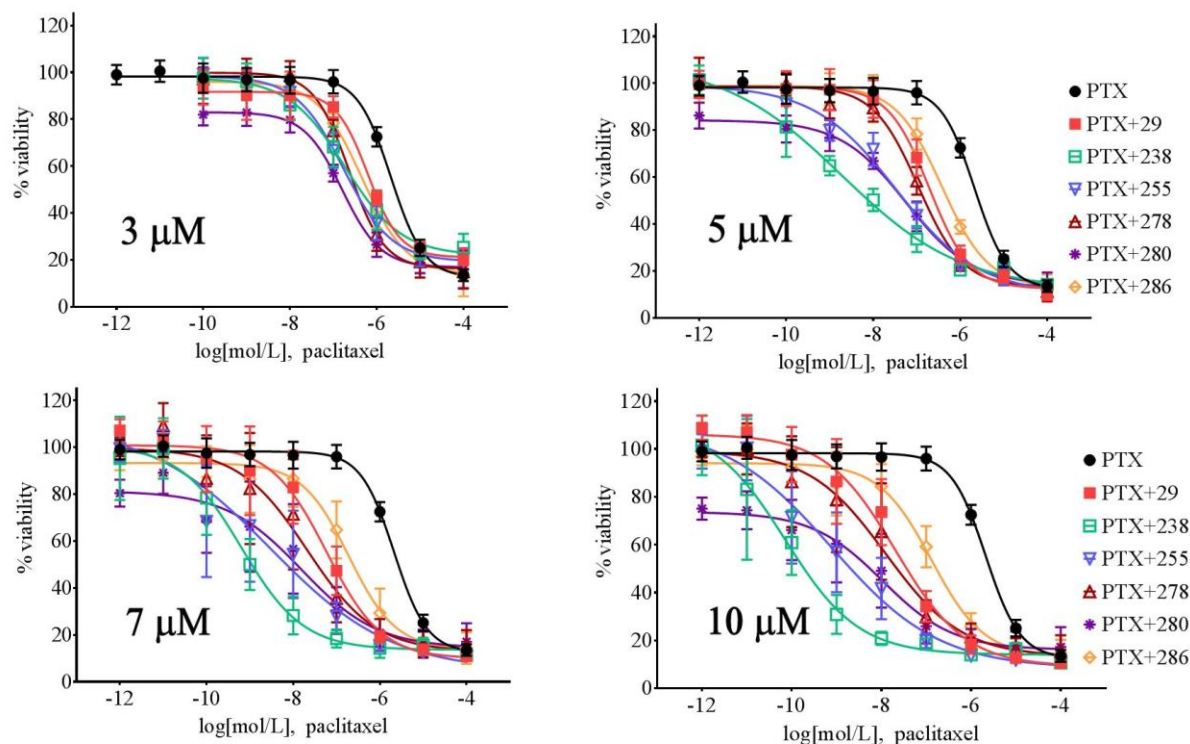 120
100
80
60
40
20
0
% viability
3 μM
-12 -10 -8 -6 -4
log[mol/L], paclitaxel
120
100
80
60
40
20
0
% viability
5 μM
-12 -10 -8 -6 -4
log[mol/L], paclitaxel
PTX
PTX+29
PTX+238
PTX+255
PTX+278
PTX+280
PTX+286
120
100
80
60
40
20
0
% viability
7 μM
-12 -10 -8 -6 -4
log[mol/L], paclitaxel
120
100
80
60
40
20
0
% viability
10 μM
-12 -10 -8 -6 -4
log[mol/L], paclitaxel
PTX
PTX+29
PTX+238
PTX+255
PTX+278
PTX+280
PTX+286